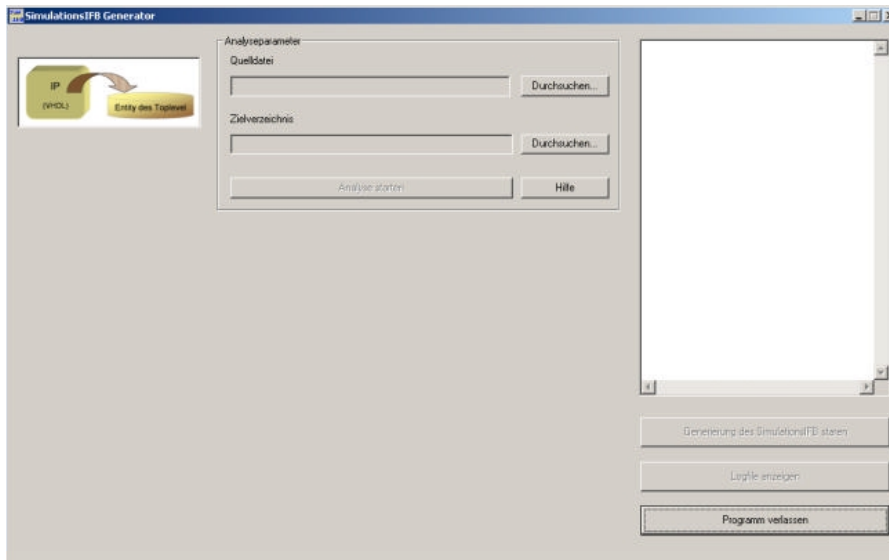 SimulationsIFB Generator
IP
(VHDL)
Entity des Toplevel
Analyseparameter
Quelldatei
Durchsuchen...
Zielverzeichnis
Durchsuchen...
Analyse starten
Hilfe
Generierung des SimulationsIFB staren
Logfile anzeigen
Programm verlassen